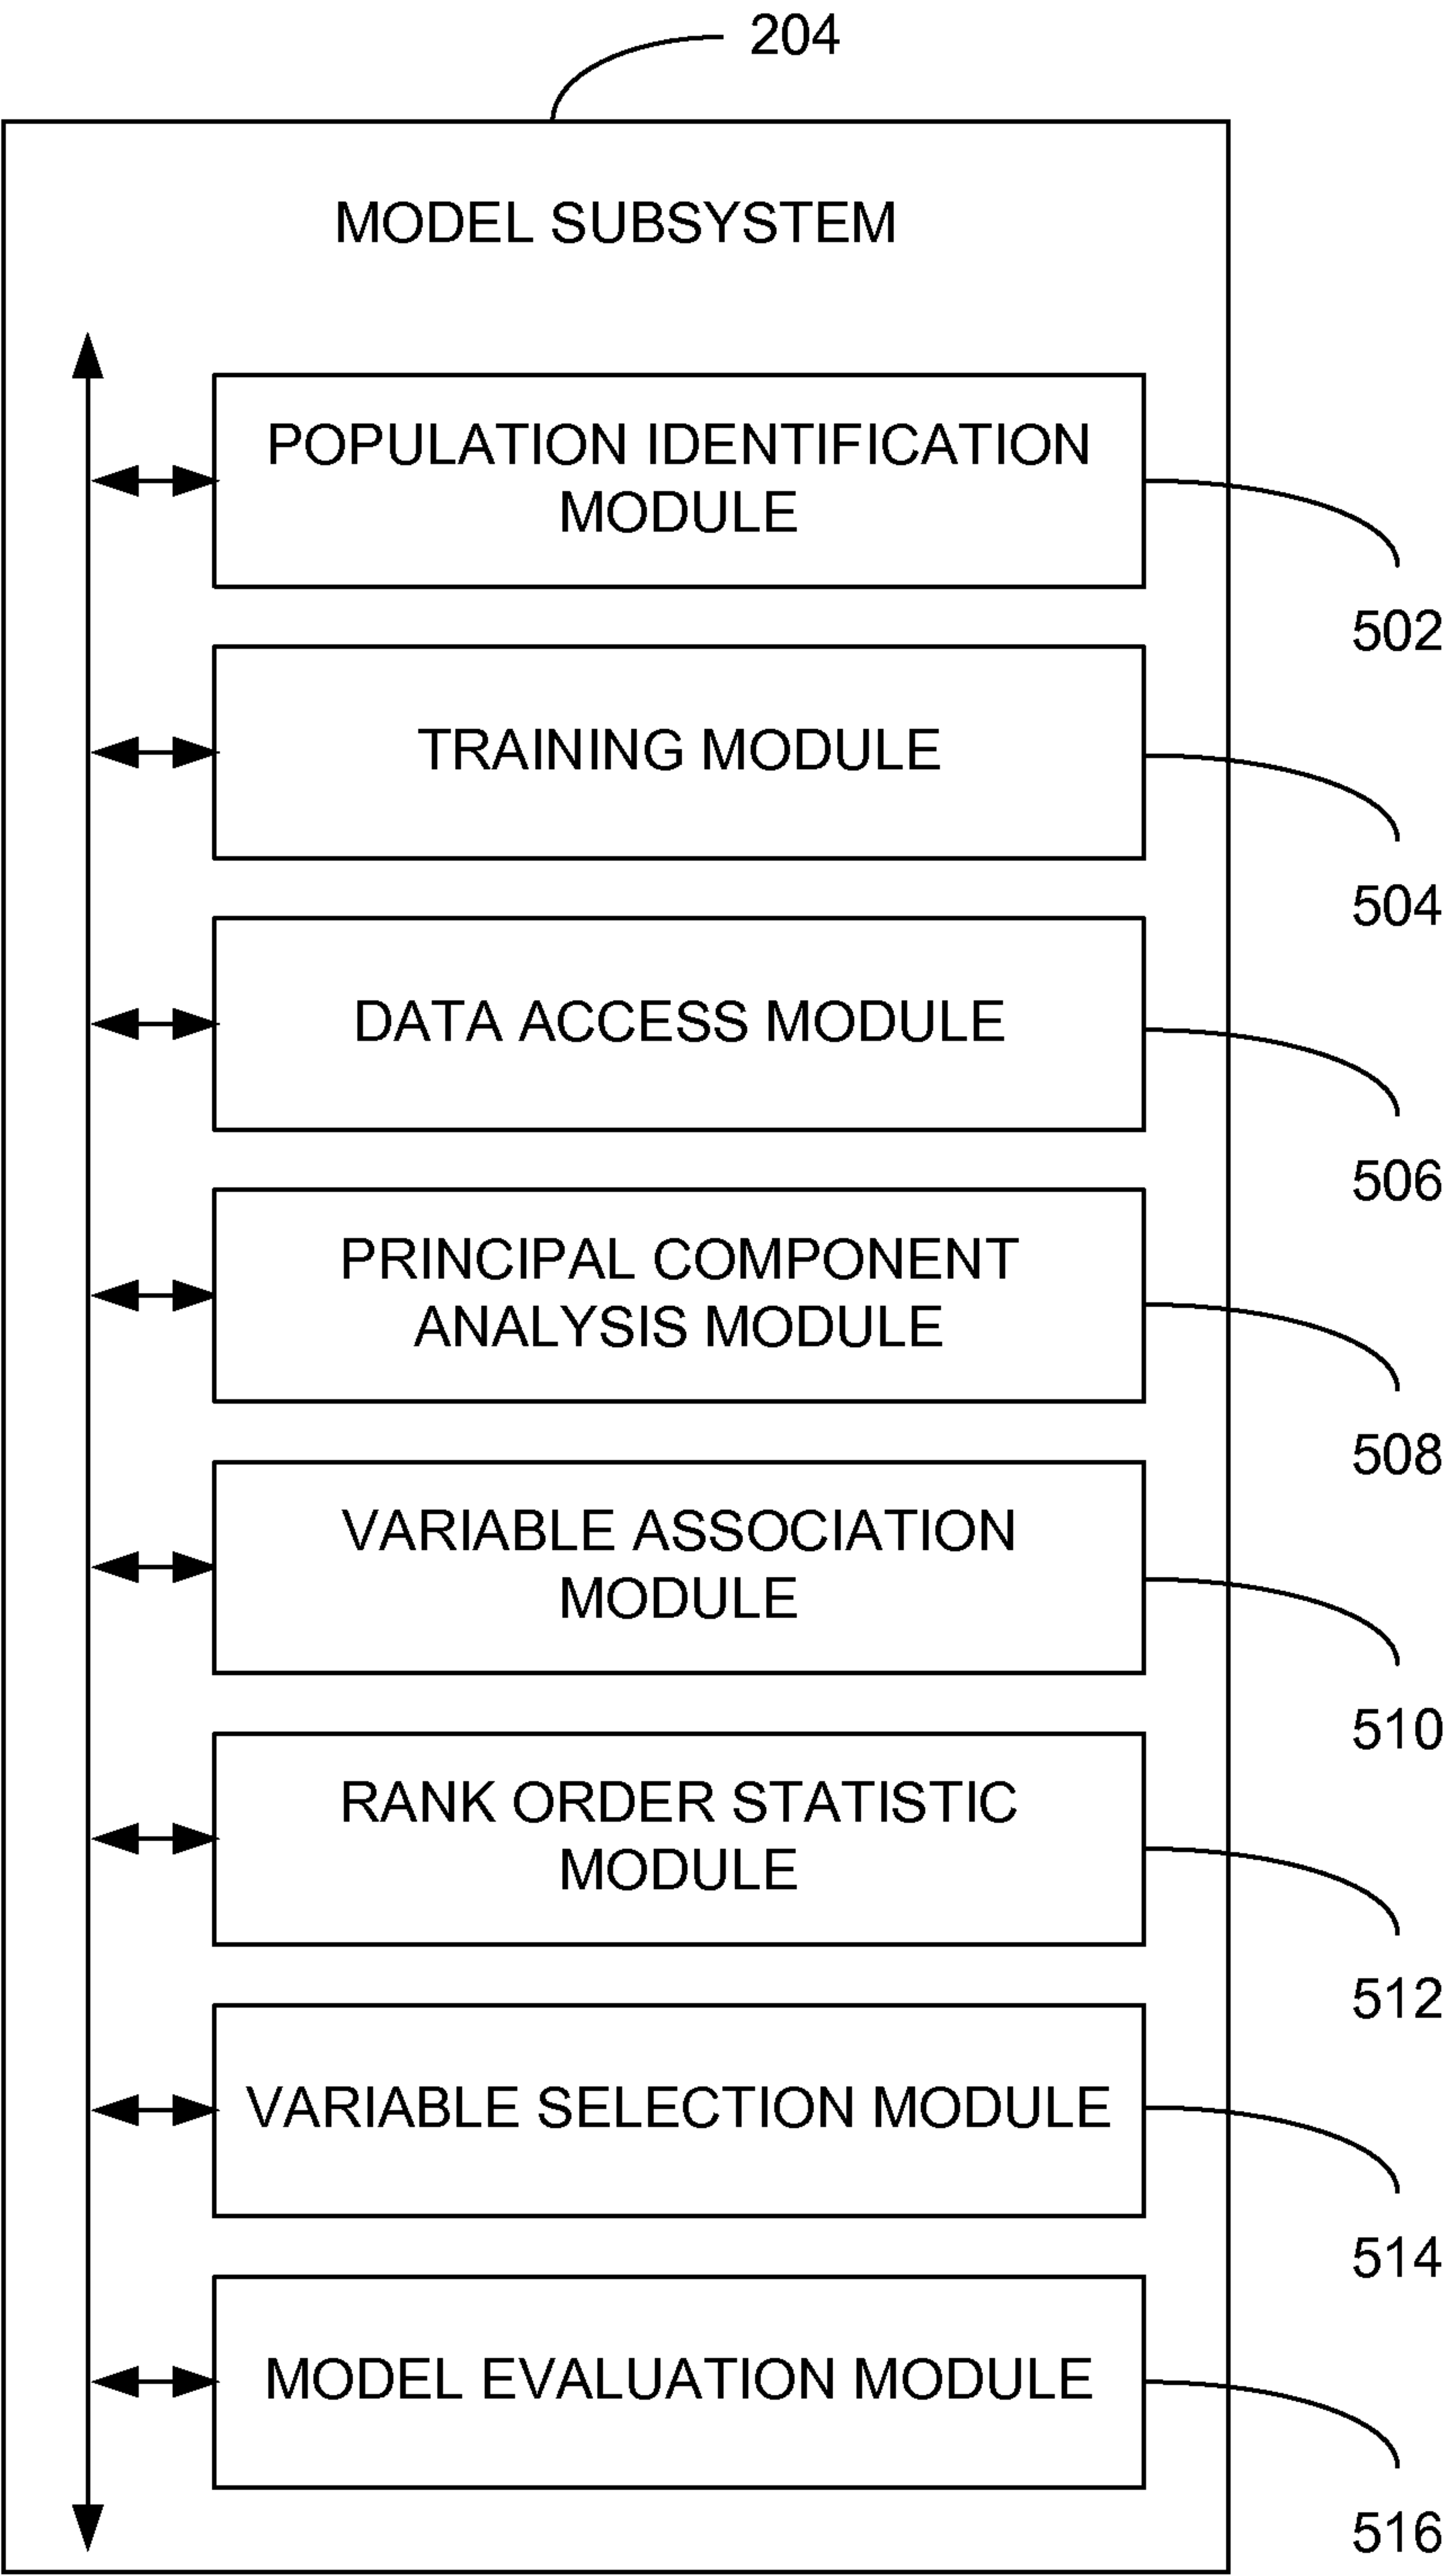 204
MODEL SUBSYSTEM
POPULATION IDENTIFICATION
MODULE
502
TRAINING MODULE
504
DATA ACCESS MODULE
506
PRINCIPAL COMPONENT
ANALYSIS MODULE
508
VARIABLE ASSOCIATION
MODULE
510
RANK ORDER STATISTIC
MODULE
512
VARIABLE SELECTION MODULE
514
MODEL EVALUATION MODULE
516